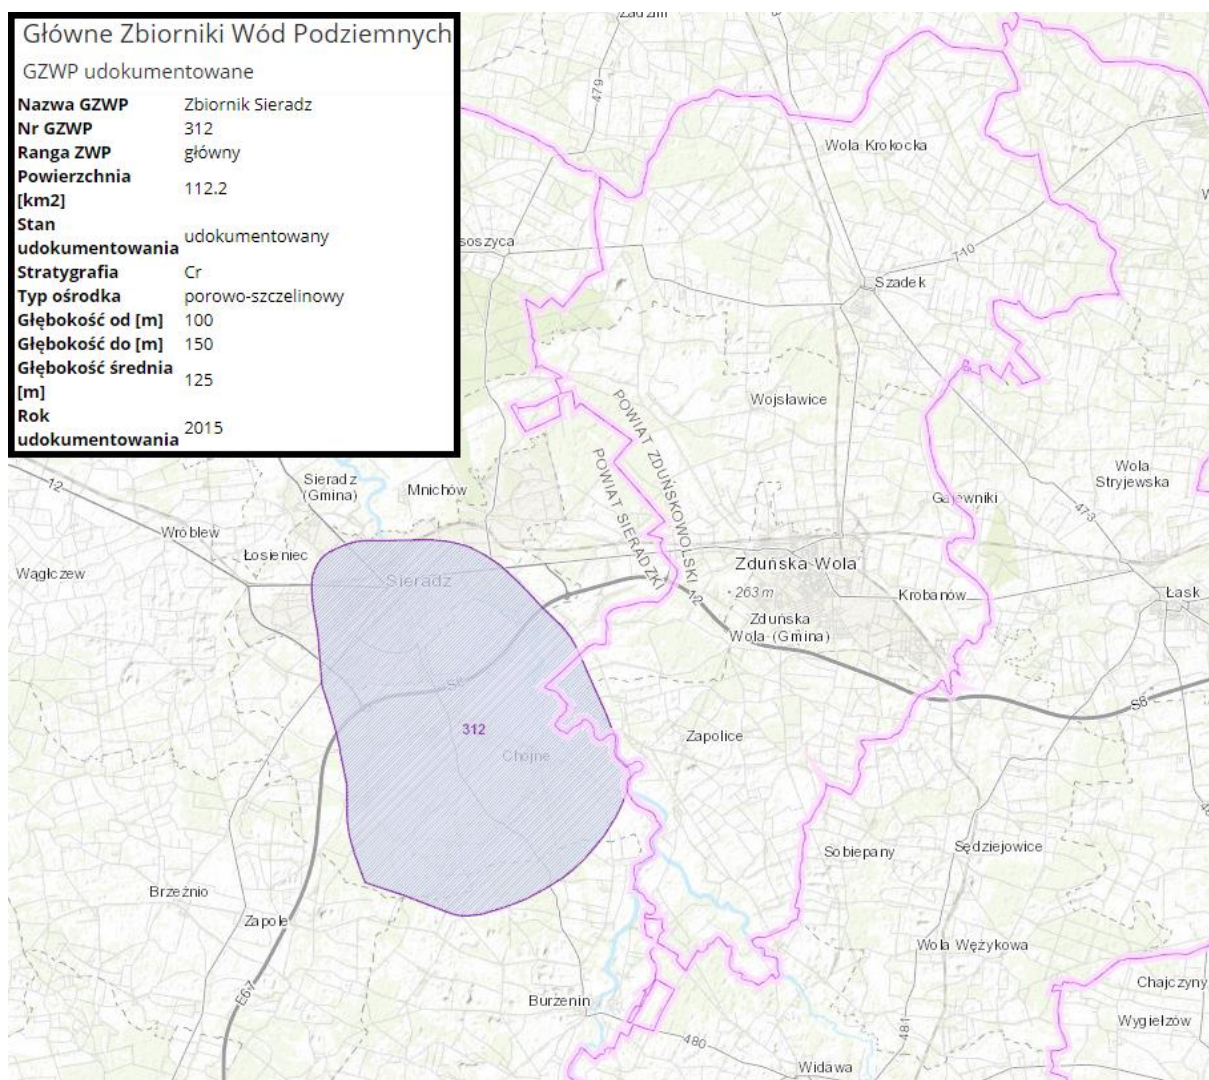 Główne Zbiorniki Wód Podziemnych
GZWP udokumentowane
Nazwa GZWP Zbiornik Sieradz
Nr GZWP 312
Ranga ZWP główny
Powierzchnia
[km2] 112.2
Stan
udokumentowania udokumentowany
Stratygrafia Cr
Typ ośrodka porowo-szczelinowy
Głębokość od [m] 100
Głębokość do [m] 150
Głębokość średnia
[m] 125
Rok
udokumentowania 2015
479
Wola Krokocka
soszyca
710
Szadek
Wojsławice
POWIAT ZDUŃSKOWOLSKI
POWIAT SIERADZKI
Wola
Stryjewska
Sieradz
(Gmina)
Mnichów
12
Gajewniki
473
Wróblew
Łosieniec
Wągłczew
Sieradz
Zduńska Wola
263 m
12
Krobanów
Łask
Zduńska
Wola (Gmina)
S8
312
Zapolice
Chojne
Sobiepany
Sędziejowice
Brzeźnio
Zapole
Wola Wężykowa
E67
Burzenin
Chajczyny
Wygiełzów
481
480
Widawa